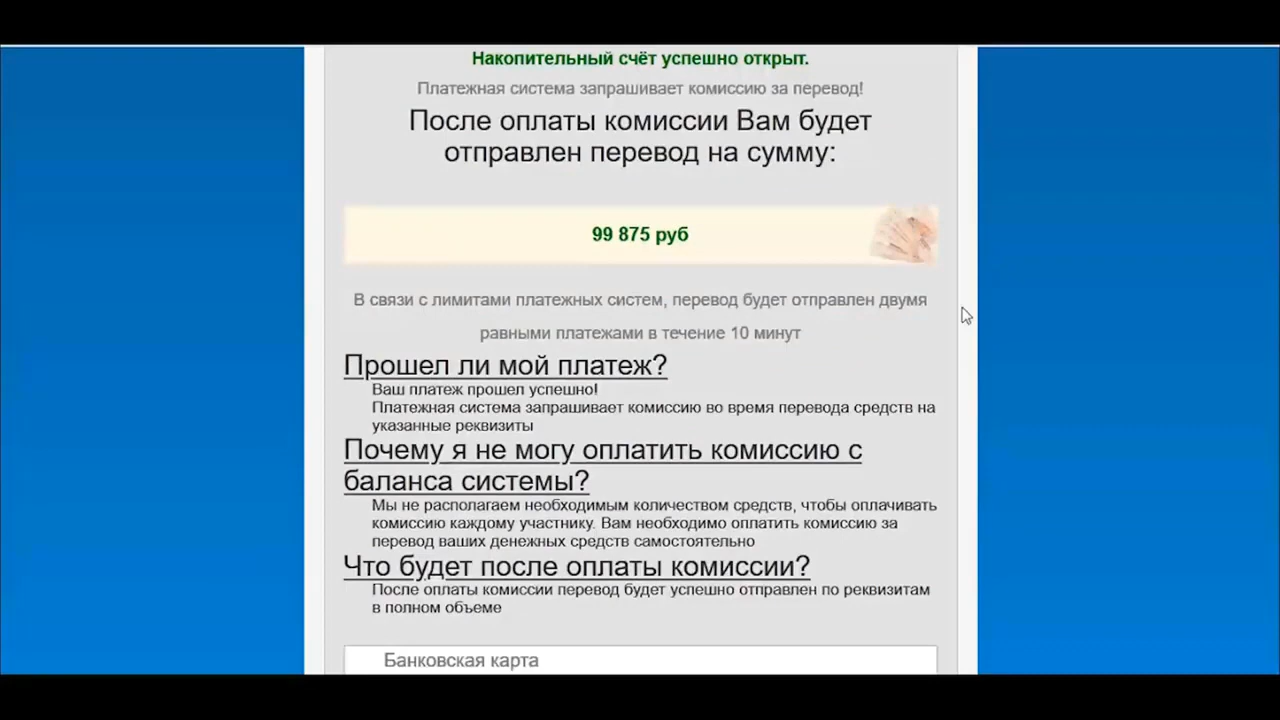 Накопительный счёт успешно открыт.
Платежная система запрашивает комиссию за перевод!
После оплаты комиссии Вам будет
отправлен перевод на сумму:
99 875 руб
В связи с лимитами платежных систем, перевод будет отправлен двумя
равными платежами в течение 10 минут
Прошел ли мой платеж?
Ваш платеж прошел успешно!
Платежная система запрашивает комиссию во время перевода средств на
указанные реквизиты
Почему я не могу оплатить комиссию с
баланса системы?
Мы не располагаем необходимым количеством средств, чтобы оплачивать
комиссию каждому участнику. Вам необходимо оплатить комиссию за
перевод ваших денежных средств самостоятельно
Что будет после оплаты комиссии?
После оплаты комиссии перевод будет успешно отправлен по реквизитам
в полном объеме
Банковская карта